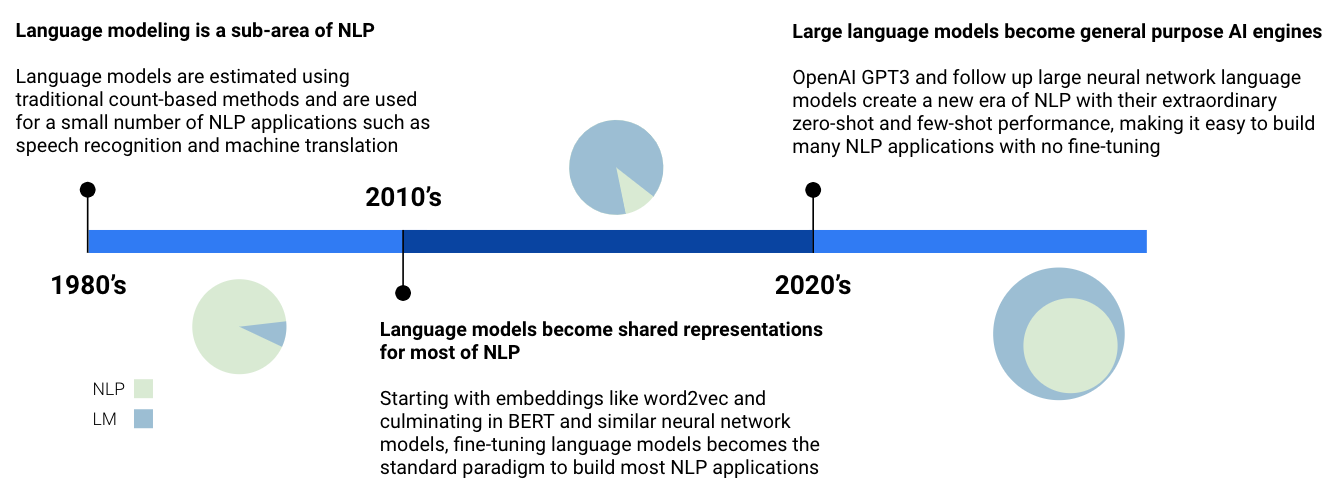 Language modeling is a sub-area of NLP
Language models are estimated using
traditional count-based methods and are used
for a small number of NLP applications such as
speech recognition and machine translation
Large language models become general purpose AI engines
OpenAI GPT3 and follow up large neural network language
models create a new era of NLP with their extraordinary
zero-shot and few-shot performance, making it easy to build
many NLP applications with no fine-tuning
2010’s
1980’s
2020’s
Language models become shared representations
for most of NLP
Starting with embeddings like word2vec and
culminating in BERT and similar neural network
models, fine-tuning language models becomes the
standard paradigm to build most NLP applications
NLP
LM